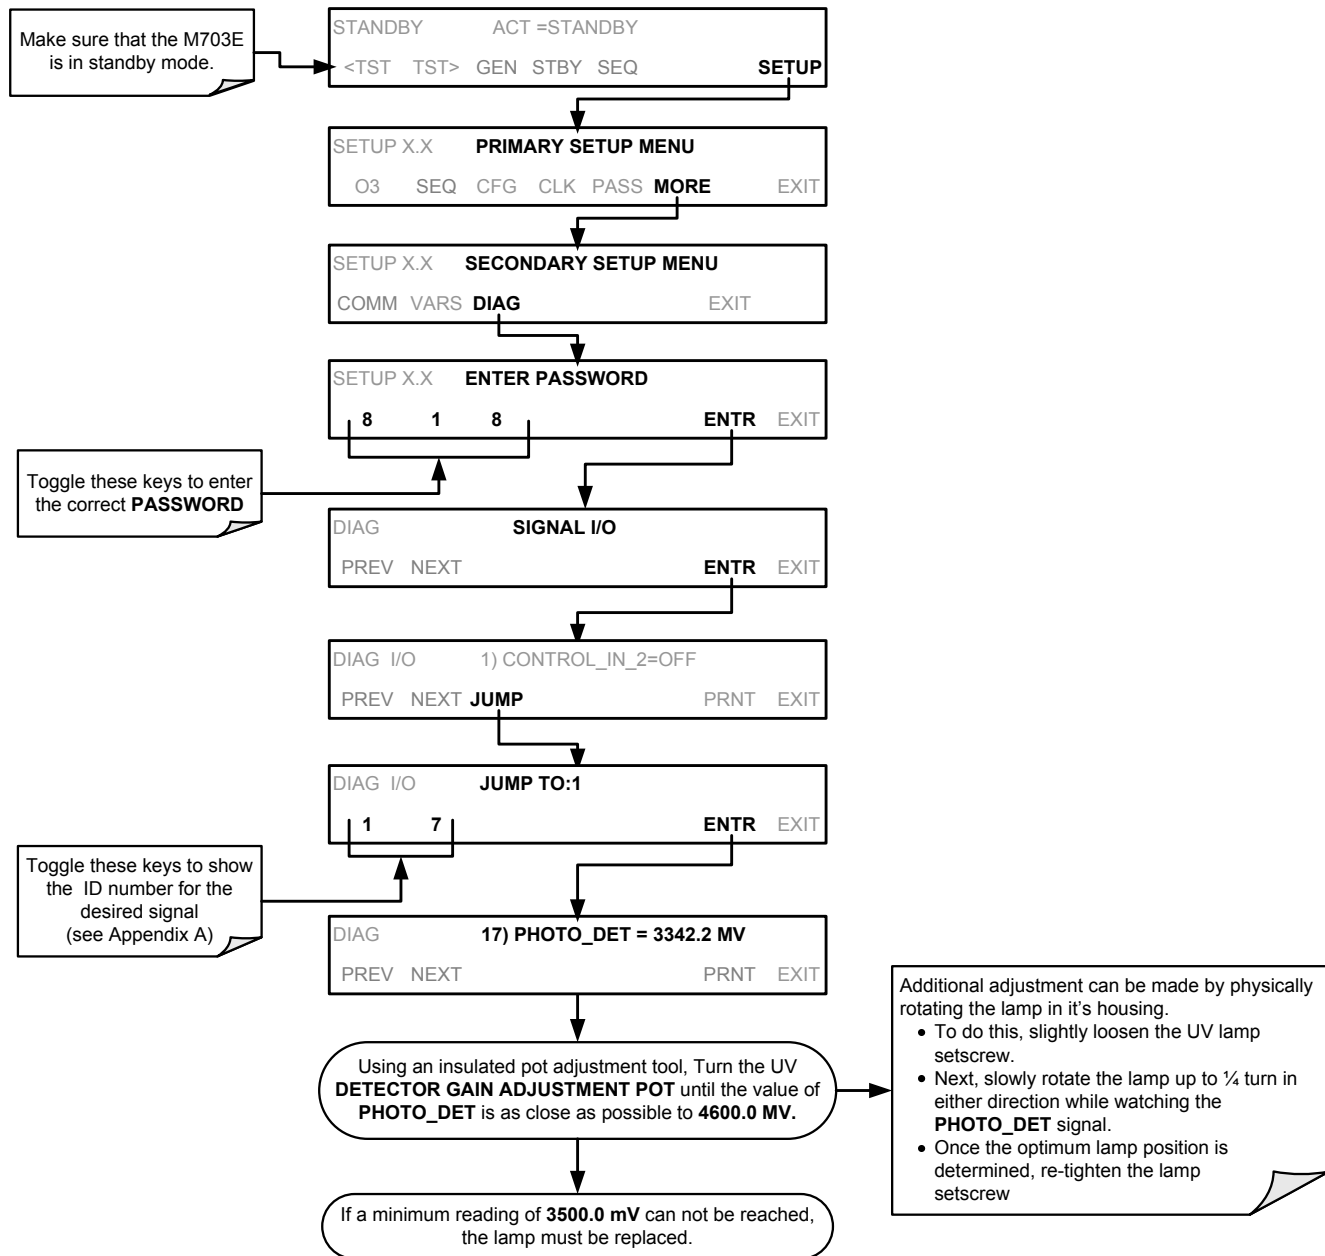 Make sure that the M703E
is in standby mode.
STANDBY ACT =STANDBY
<TST TST> GEN STBY SEQ SETUP
SETUP X.X PRIMARY SETUP MENU
O3 SEQ CFG CLK PASS MORE EXIT
SETUP X.X SECONDARY SETUP MENU
COMM VARS DIAG EXIT
SETUP X.X ENTER PASSWORD
8 1 8 ENTR EXIT
Toggle these keys to enter
the correct PASSWORD
DIAG SIGNAL I/O
PREV NEXT ENTR EXIT
DIAG I/O 1) CONTROL_IN_2=OFF
PREV NEXT JUMP PRNT EXIT
DIAG I/O JUMP TO:1
1 7 ENTR EXIT
Toggle these keys to show
the ID number for the
desired signal
(see Appendix A)
DIAG 17) PHOTO_DET = 3342.2 MV
PREV NEXT PRNT EXIT
Using an insulated pot adjustment tool, Turn the UV
DETECTOR GAIN ADJUSTMENT POT until the value of
PHOTO_DET is as close as possible to 4600.0 MV.
Additional adjustment can be made by physically
rotating the lamp in it's housing.
• To do this, slightly loosen the UV lamp
setscrew.
• Next, slowly rotate the lamp up to ¼ turn in
either direction while watching the
PHOTO_DET signal.
• Once the optimum lamp position is
determined, re-tighten the lamp
setscrew
If a minimum reading of 3500.0 mV can not be reached,
the lamp must be replaced.